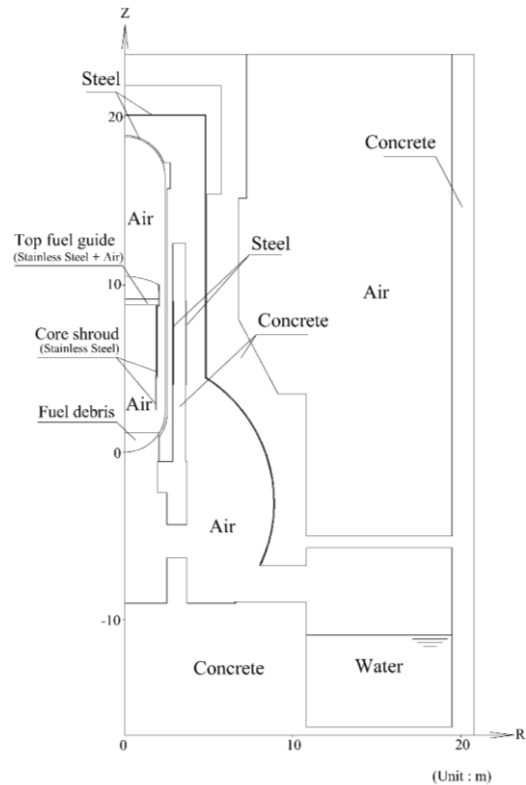 Z
Steel
20
Concrete
Air
Top fuel guide
(Stainless Steel + Air)
Steel
10
Air
Concrete
Core shroud
(Stainless Steel)
Air
Fuel debris
0
Air
-10
Concrete
Water
0
10
20
R
(Unit : m)